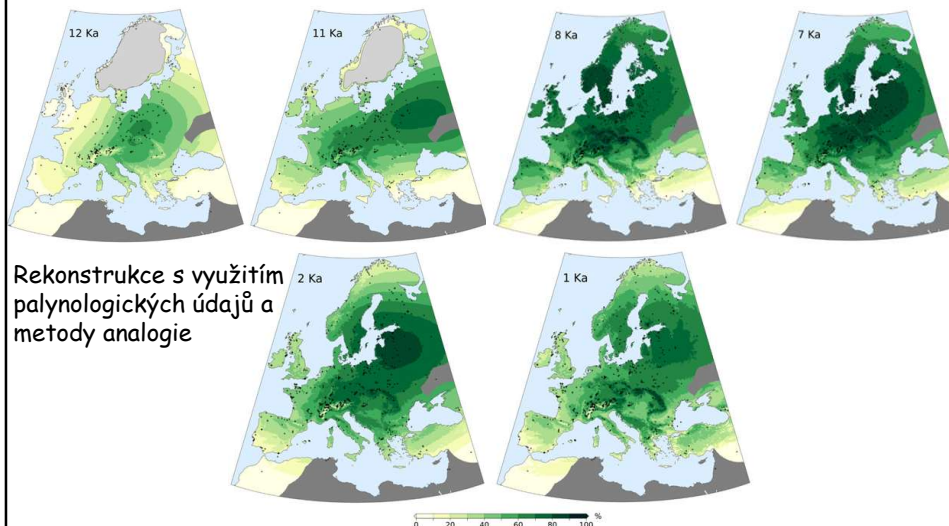 12 Ka
11 Ka
8 Ka
7 Ka
Rekonstrukce s využitím
palynologických údajů a
metody analogie
2 Ka
1 Ka
0 20 40 60 80 100 %